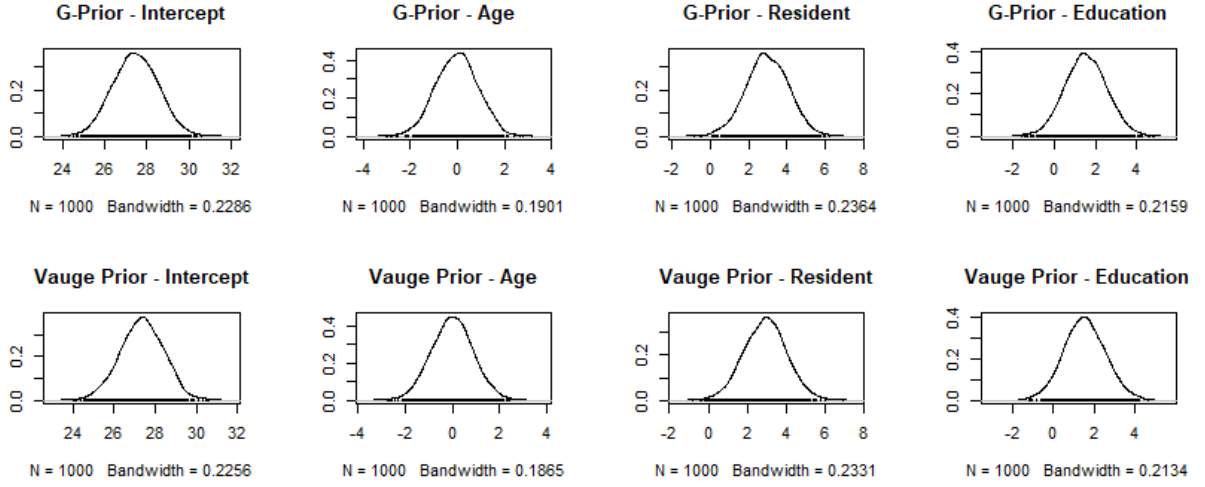 G-Prior - Intercept
G-Prior - Age
G-Prior - Resident
G-Prior - Education
0.0 0.2
0.0 0.2 0.4
0.0 0.2
0.0 0.2 0.4
24 26 28 30 32
-4 -2 0 2 4
-2 0 2 4 6 8
-2 0 2 4
N = 1000 Bandwidth = 0.2286
N = 1000 Bandwidth = 0.1901
N = 1000 Bandwidth = 0.2364
N = 1000 Bandwidth = 0.2159
Vauge Prior - Intercept
Vauge Prior - Age
Vauge Prior - Resident
Vauge Prior - Education
0.0 0.2
0.0 0.2 0.4
0.0 0.2
0.0 0.2 0.4
24 26 28 30 32
-4 -2 0 2 4
-2 0 2 4 6 8
-2 0 2 4
N = 1000 Bandwidth = 0.2256
N = 1000 Bandwidth = 0.1865
N = 1000 Bandwidth = 0.2331
N = 1000 Bandwidth = 0.2134